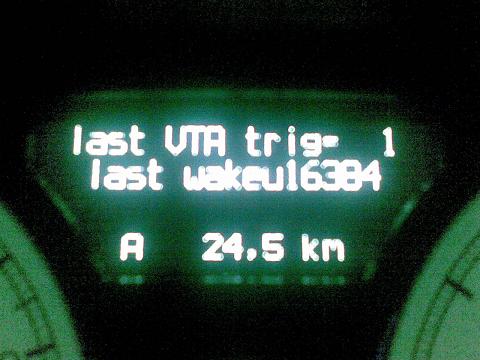 last VTA trig= 1
last wakeu16384
A 24,5 km